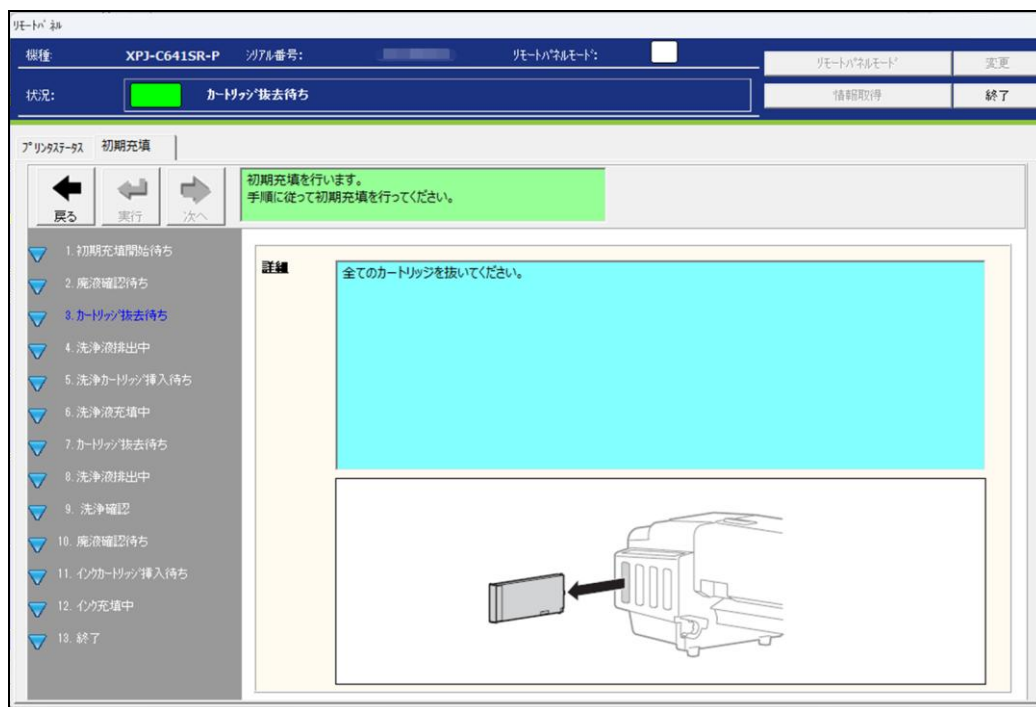 リモートパネル
機種:
XPJ-C641SR-P
シリアル番号:
リモートパネルモード:
リモートパネルモード
変更
状況:
カートリッジ抜去待ち
情報取得
終了
プリンタステータス
初期充填
戻る
実行
次へ
初期充填を行います。
手順に従って初期充填を行ってください。
1. 初期充填開始待ち
2. 廃液確認待ち
3. カートリッジ抜去待ち
4. 洗浄液排出中
5. 洗浄カートリッジ挿入待ち
6. 洗浄液充填中
7. カートリッジ抜去待ち
8. 洗浄液排出中
9. 洗浄確認
10. 廃液確認待ち
11. インクカートリッジ挿入待ち
12. インク充填中
13. 終了
詳細
全てのカートリッジを抜いてください。